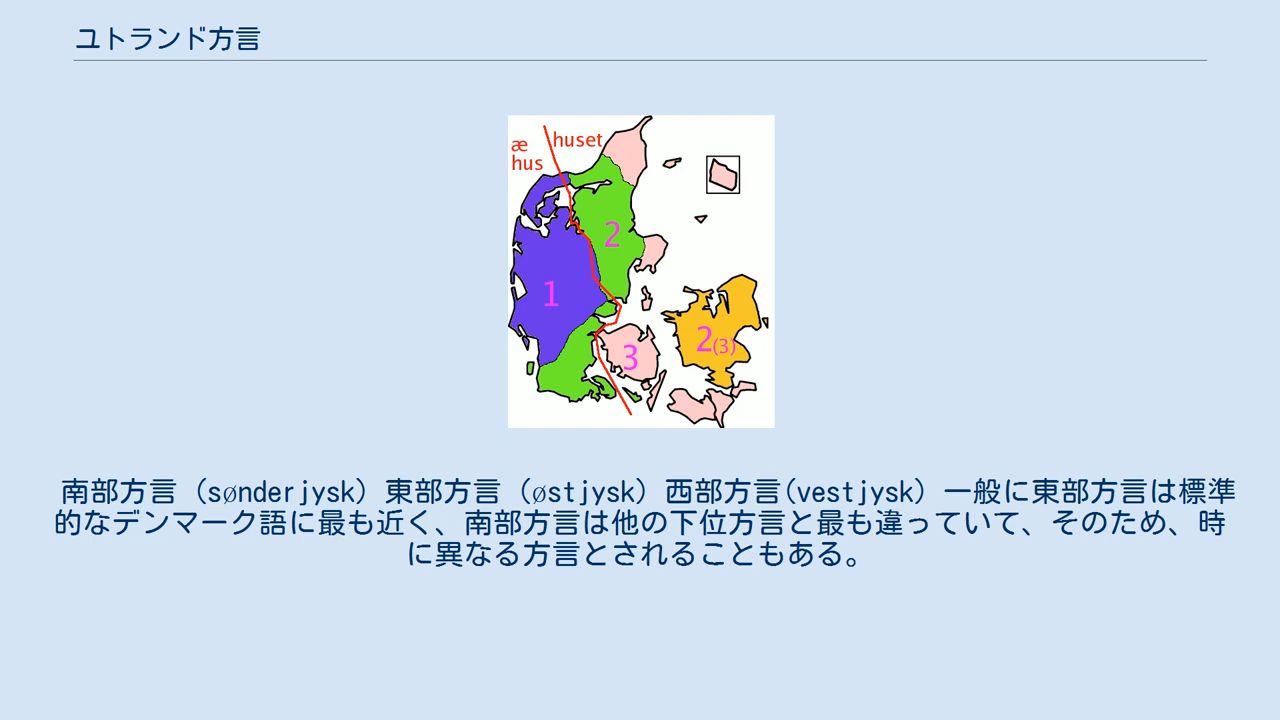 ユトランド方言
æ
hus
huset
1
2
3
2(3)
南部方言（sønderjysk）東部方言（østjysk）西部方言(vestjysk）一般に東部方言は標準
的なデンマーク語に最も近く、南部方言は他の下位方言と最も違っていて、そのため、時
に異なる方言とされることもある。